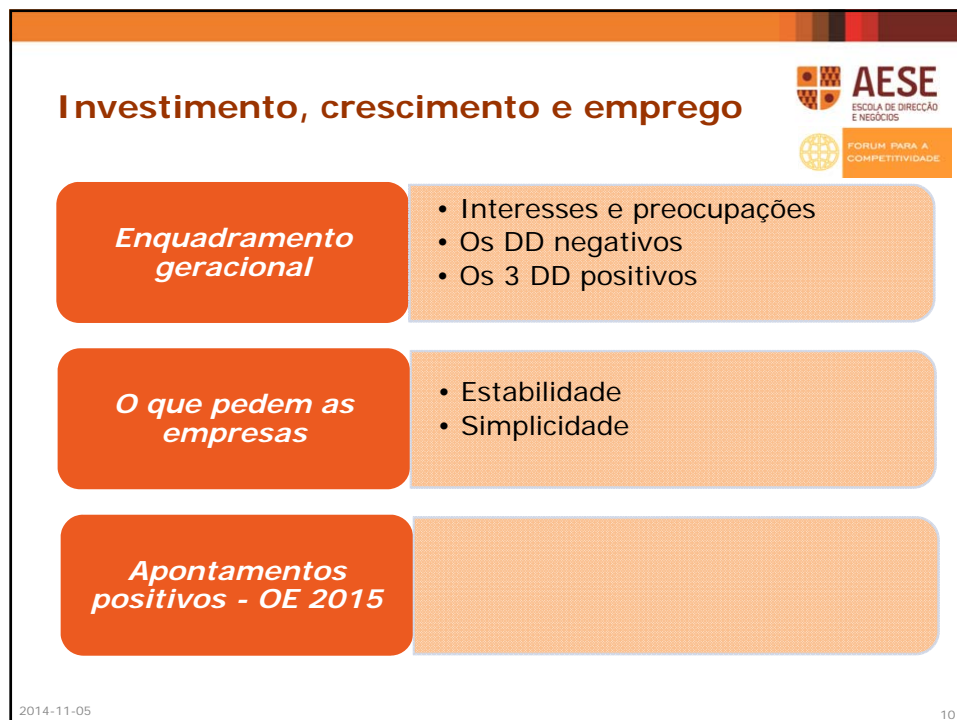 Investimento, crescimento e emprego
AESE
ESCOLA DE DIRECÇÃO
E NEGÓCIOS
FORUM PARA A
COMPETITIVIDADE
Enquadramento
geracional
• Interesses e preocupações
• Os DD negativos
• Os 3 DD positivos
O que pedem as
empresas
• Estabilidade
• Simplicidade
Apontamentos
positivos - OE 2015
2014-11-05
10